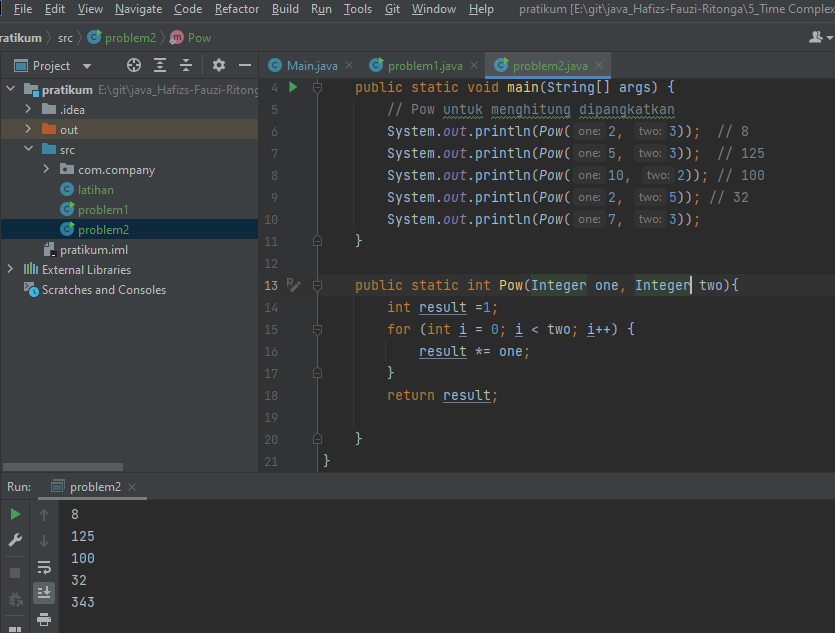 File Edit View Navigate Code Refactor Build Run Tools Git Window Help pratikum [E:\git\java_Hafizs-Fauzi-Ritonga\5_Time Complex
ratikum src problem2 Pow
Project
Main.java problem1.java problem2.java
pratikum E:\git\java_Hafizs-Fauzi-Ritong
.idea
out
src
com.company
latihan
problem1
problem2
pratikum.iml
External Libraries
Scratches and Consoles
4 public static void main(String[] args) {
5 // Pow untuk menghitung dipangkatkan
6 System.out.println(Pow( one: 2, two: 3)); // 8
7 System.out.println(Pow( one: 5, two: 3)); // 125
8 System.out.println(Pow( one: 10, two: 2)); // 100
9 System.out.println(Pow( one: 2, two: 5)); // 32
10 System.out.println(Pow( one: 7, two: 3));
11 }
12
13 public static int Pow(Integer one, Integer two){
14 int result =1;
15 for (int i = 0; i < two; i++) {
16 result *= one;
17 }
18 return result;
19
20 }
21 }
Run: problem2
8
125
100
32
343